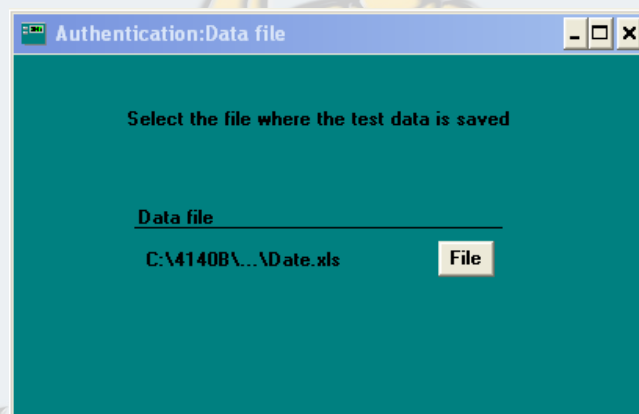 Authentication:Data file
Select the file where the test data is saved
Data file
C:\4140B\...\Date.xls
File